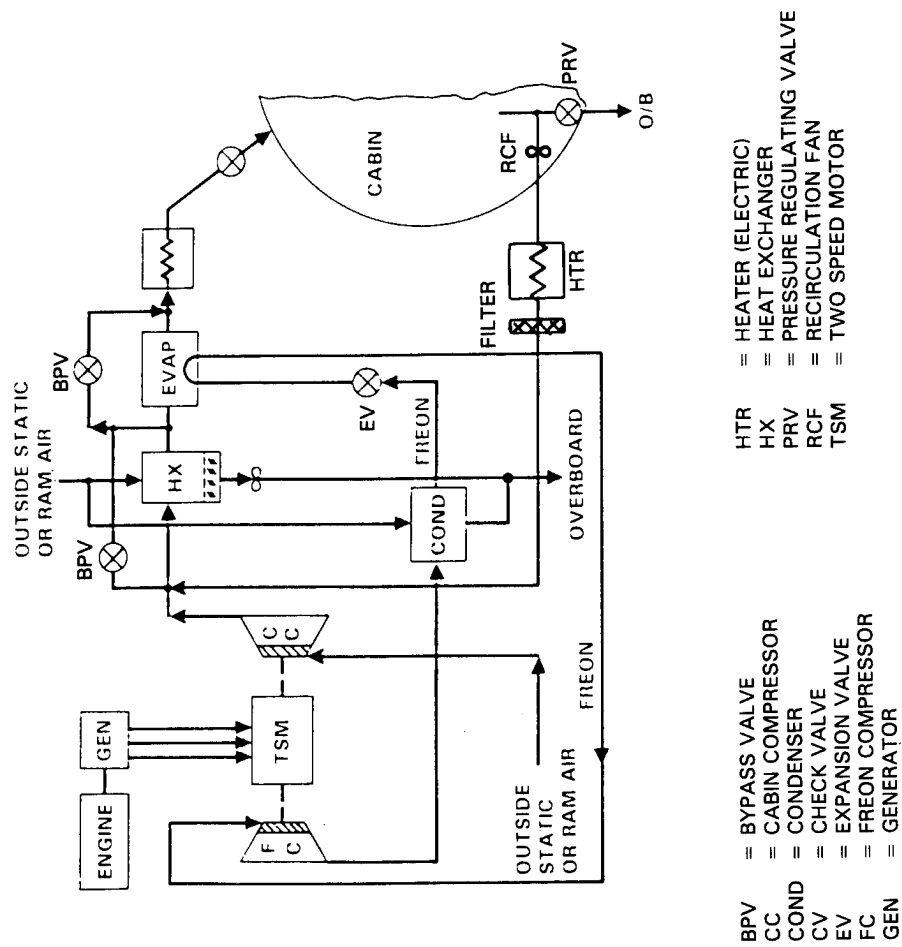 OUTSIDE STATIC
OR RAM AIR
BPV
BPV
HX
EVAP
CABIN
PRV
RCF
O/B
HTR
FILTER
EV
FREON
COND
OVERBOARD
FREON
ENGINE
GEN
TSM
F C
C C
OUTSIDE
STATIC
OR RAM AIR
BPV = BYPASS VALVE
CC = CABIN COMPRESSOR
COND = CONDENSER
CV = CHECK VALVE
EV = EXPANSION VALVE
FC = FREON COMPRESSOR
GEN = GENERATOR
HTR = HEATER (ELECTRIC)
HX = HEAT EXCHANGER
PRV = PRESSURE REGULATING VALVE
RCF = RECIRCULATION FAN
TSM = TWO SPEED MOTOR